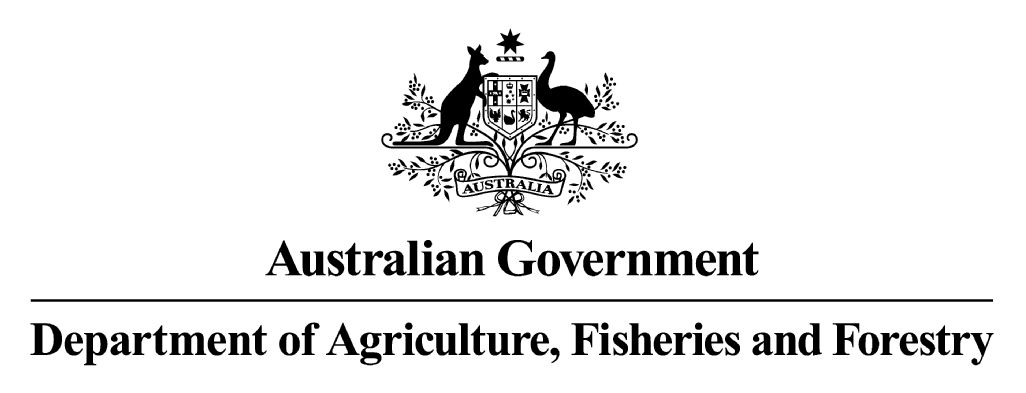 AUSTRALIA
Australian Government
Department of Agriculture, Fisheries and Forestry